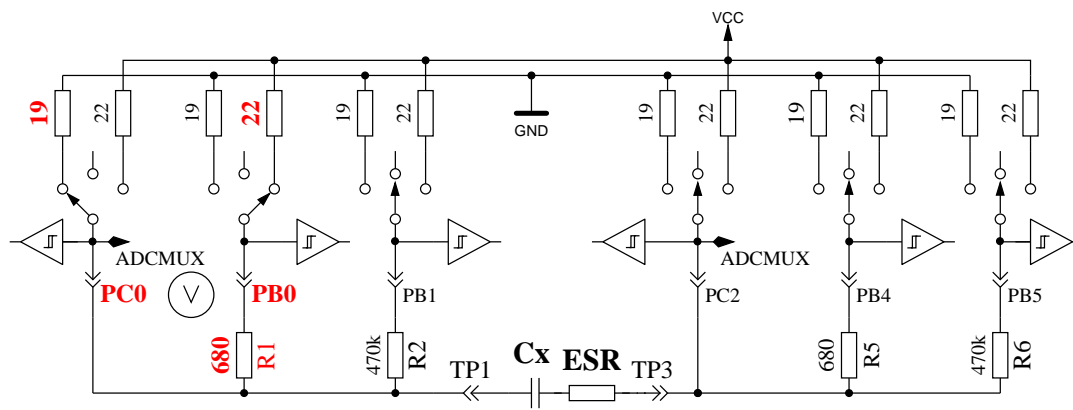 VCC
19
22
19
22
19
22
GND
19
22
19
22
19
22
ADCMUX
ADCMUX
PC0
V
PB0
PB1
PC2
PB4
PB5
680
R1
470k
R2
TP1
Cx
ESR
TP3
680
R5
470k
R6